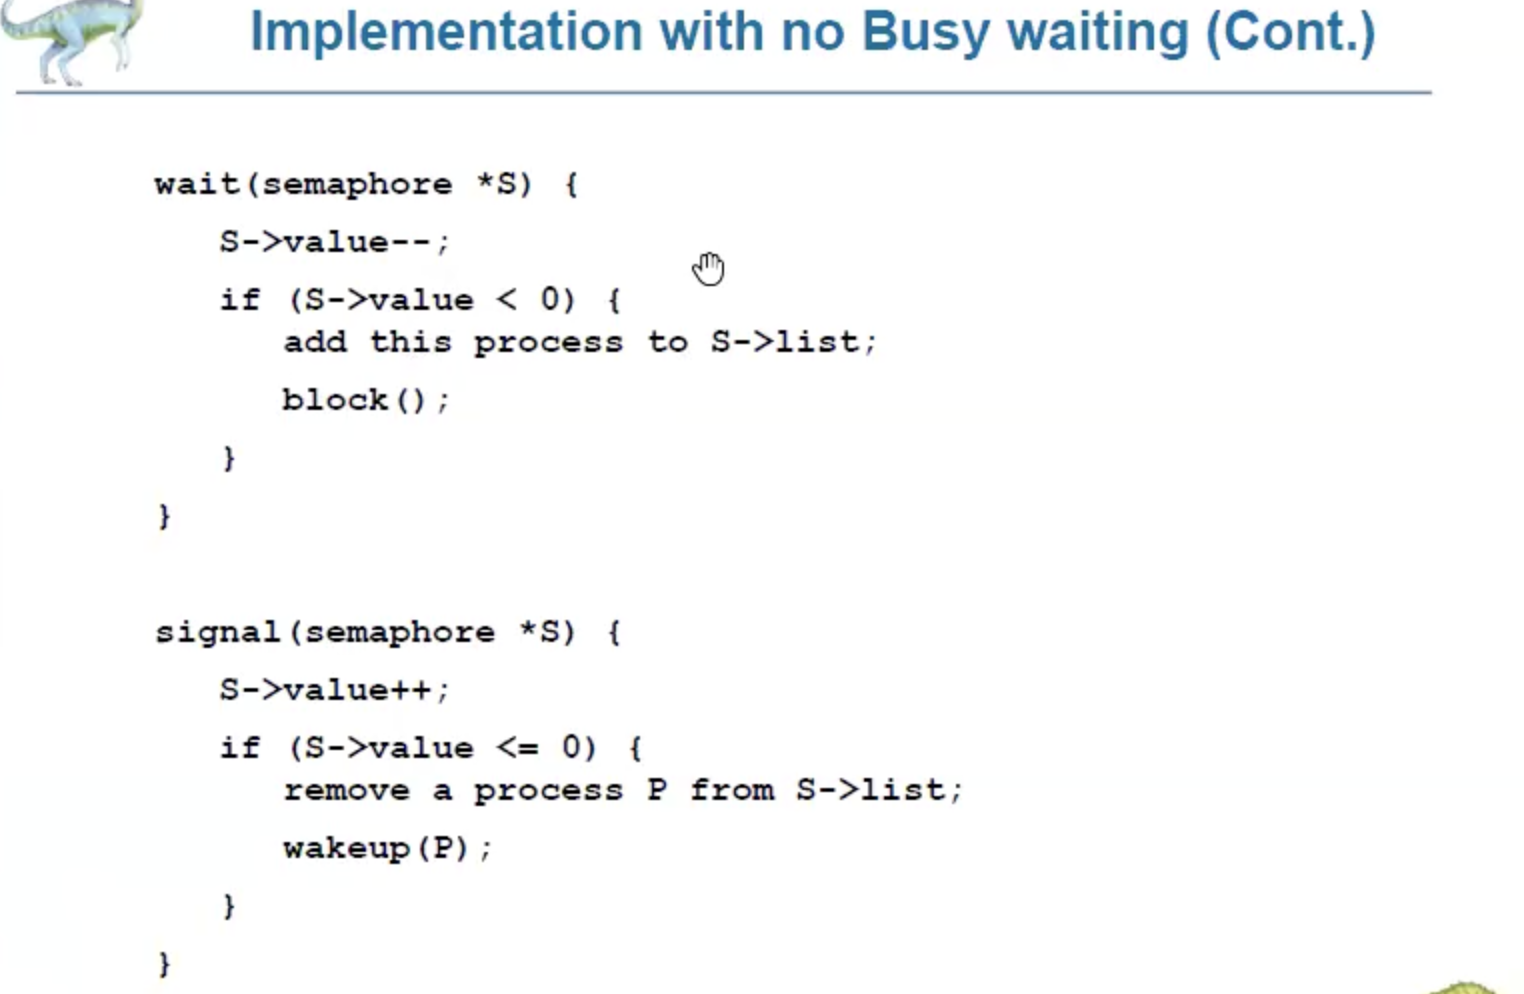 Implementation with no Busy waiting (Cont.)
wait(semaphore *S) {
S->value--;
if (S->value < 0) {
add this process to S->list;
block();
}
}
signal(semaphore *S) {
S->value++;
if (S->value <= 0) {
remove a process P from S->list;
wakeup(P);
}
}